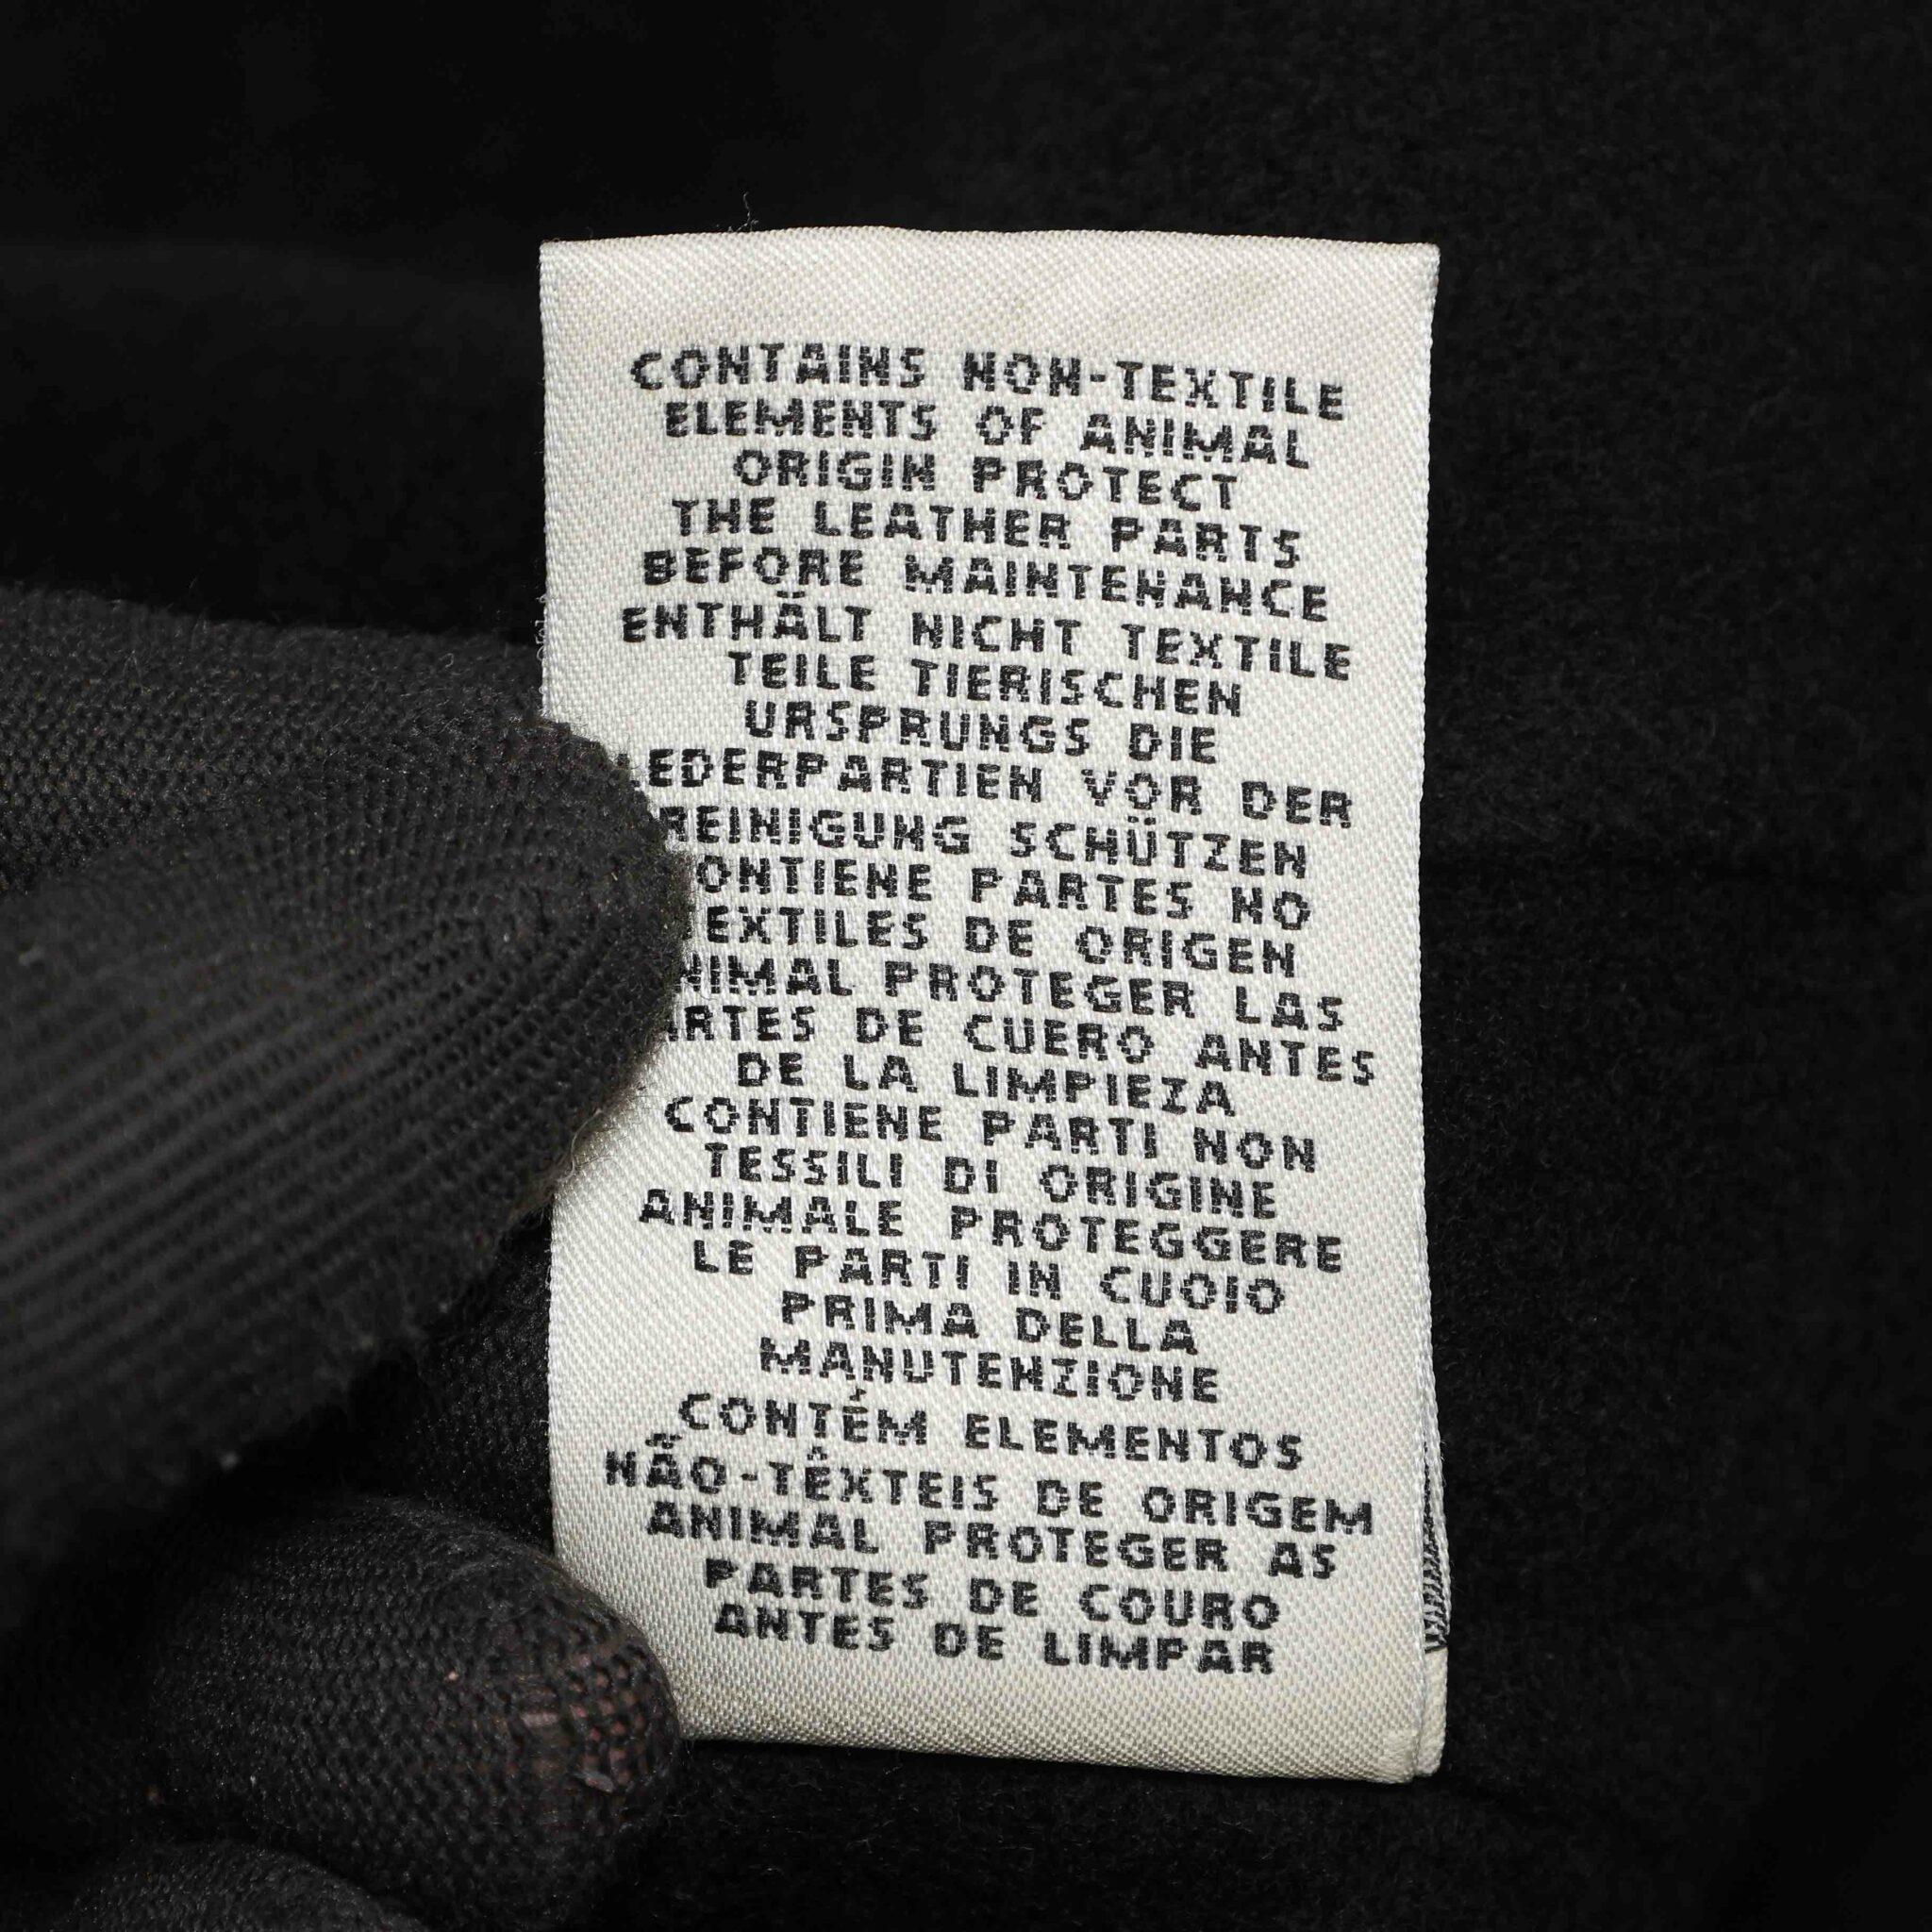 CONTAINS NON-TEXTILE
ELEMENTS OF ANIMAL
ORIGIN PROTECT
THE LEATHER PARTS
BEFORE MAINTENANCE
ENTHÄLT NICHT TEXTILE
TEILE TIERISCHEN
URSPRUNGS DIE
LEDERPARTIEN VOR DER
REINIGUNG SCHÜTZEN
ONTIENE PARTES NO
EXTILES DE ORIGEN
NIMAL PROTEGER LAS
ARTES DE CUERO ANTES
DE LA LIMPIEZA
CONTIENE PARTI NON
TESSILI DI ORIGINE
ANIMALE PROTEGGERE
LE PARTI IN CUOIO
PRIMA DELLA
MANUTENZIONE
CONTÉM ELEMENTOS
NÃO-TÊXTEIS DE ORIGEM
ANIMAL PROTEGER AS
PARTES DE COURO
ANTES DE LIMPAR